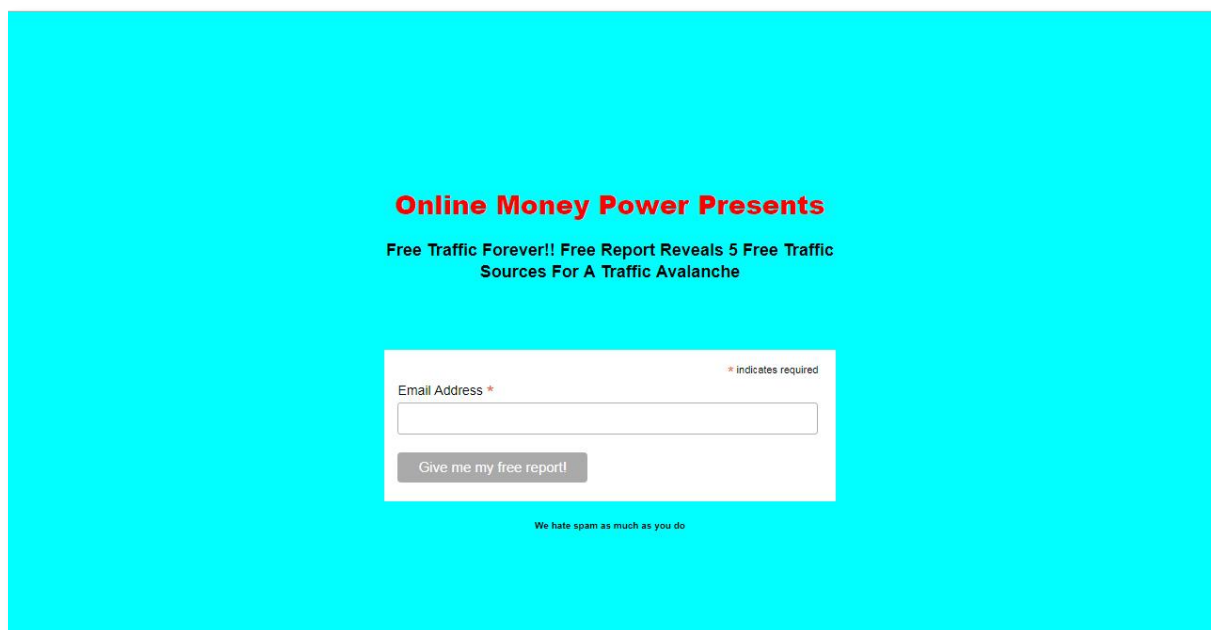 Online Money Power Presents
Free Traffic Forever!! Free Report Reveals 5 Free Traffic
Sources For A Traffic Avalanche
* indicates required
Email Address *
Give me my free report!
We hate spam as much as you do